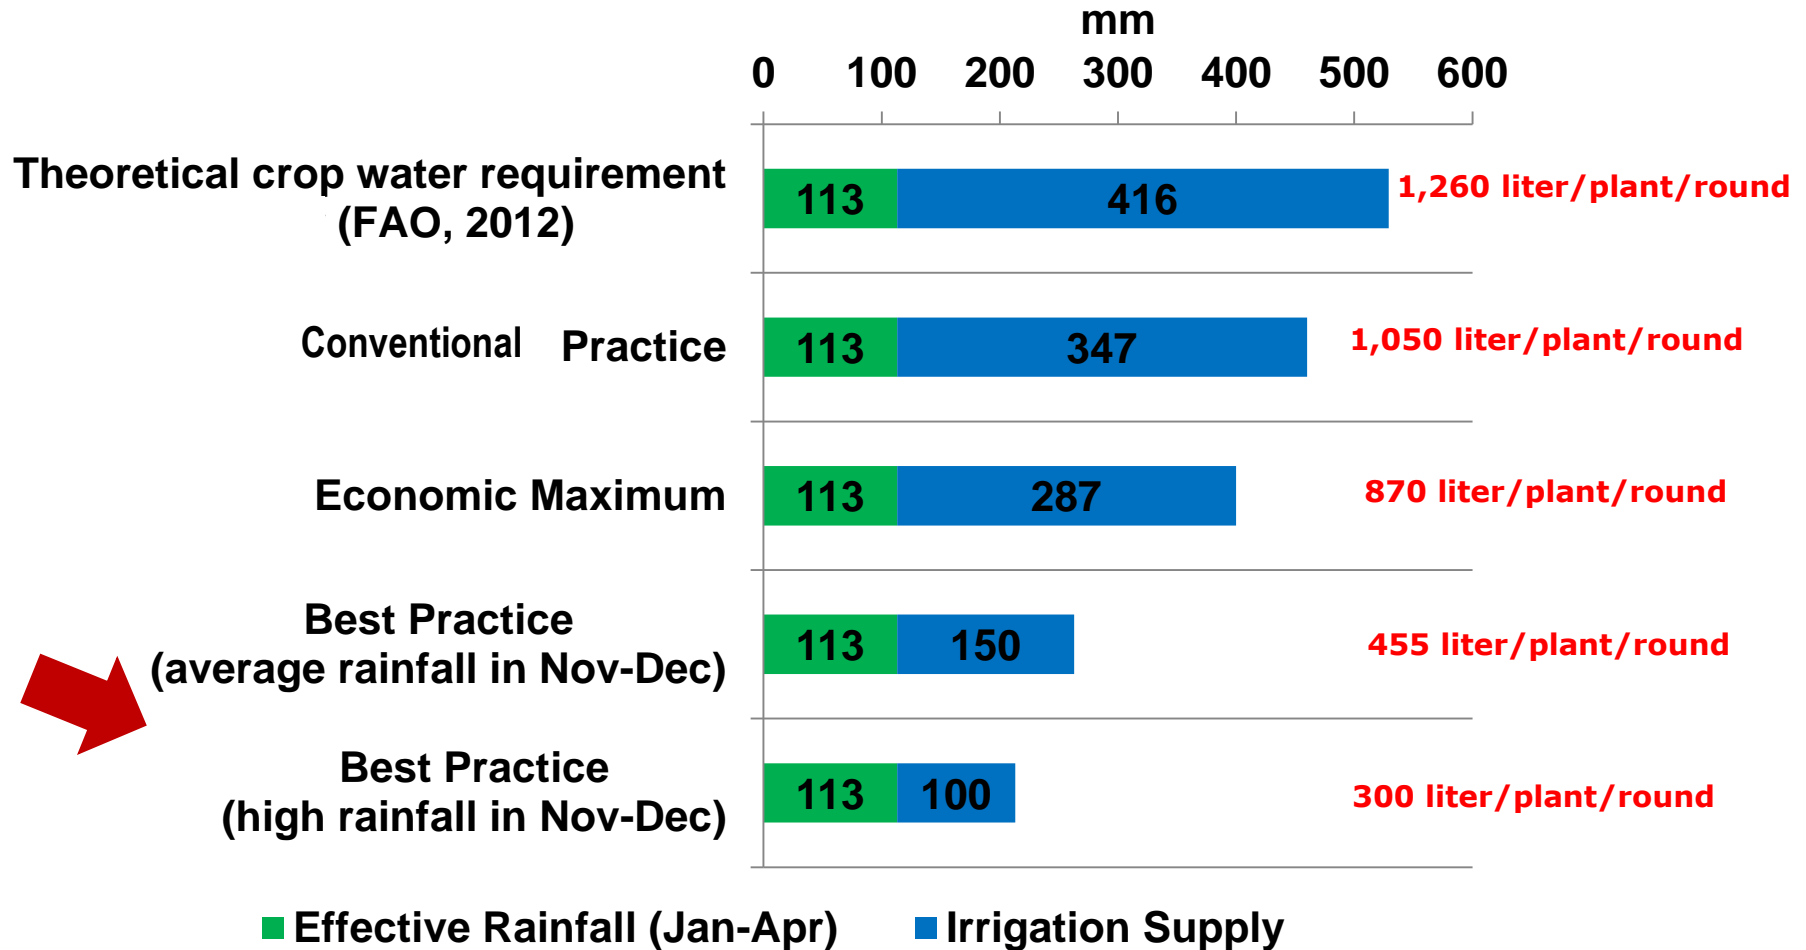 mm
0 100 200 300 400 500 600
Theoretical crop water requirement
(FAO, 2012)
113 416
1,260 liter/plant/round
Conventional Practice
113 347
1,050 liter/plant/round
Economic Maximum
113 287
870 liter/plant/round
Best Practice
(average rainfall in Nov-Dec)
113 150
455 liter/plant/round
Best Practice
(high rainfall in Nov-Dec)
113 100
300 liter/plant/round
Effective Rainfall (Jan-Apr) Irrigation Supply